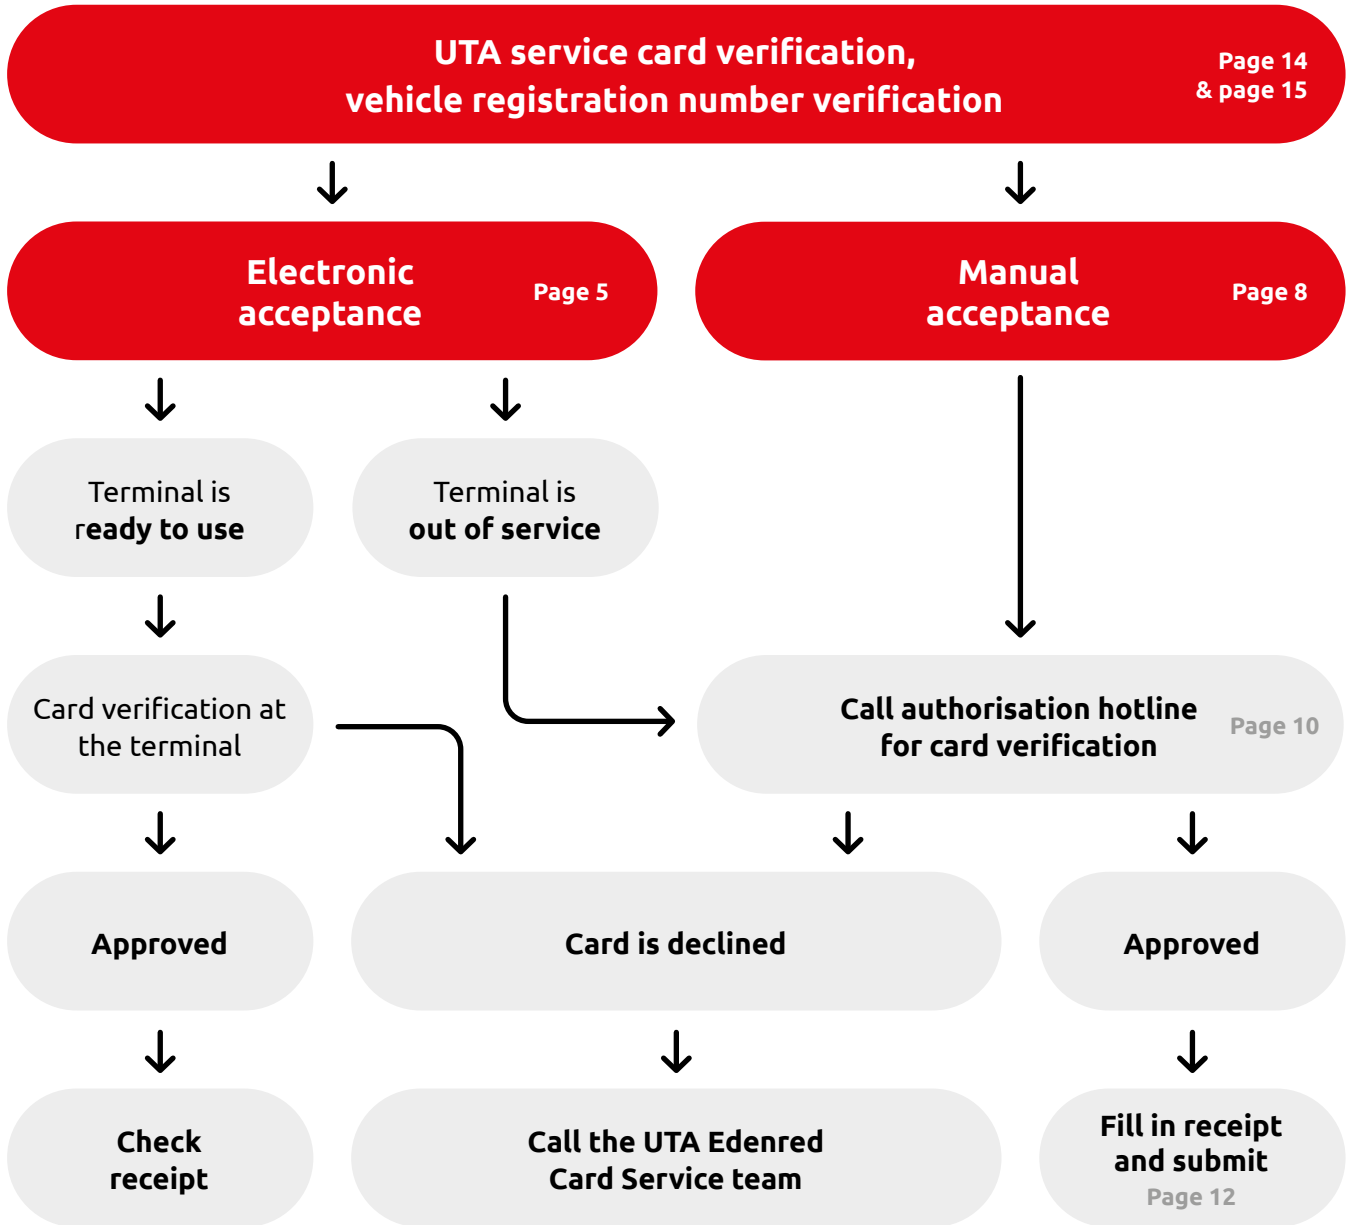 UTA service card verification,
vehicle registration number verification
Page 14
& page 15
Electronic
acceptance
Page 5
Manual
acceptance
Page 8
Terminal is
ready to use
Terminal is
out of service
Card verification at
the terminal
Call authorisation hotline
for card verification
Page 10
Approved
Card is declined
Approved
Check
receipt
Call the UTA Edenred
Card Service team
Fill in receipt
and submit
Page 12